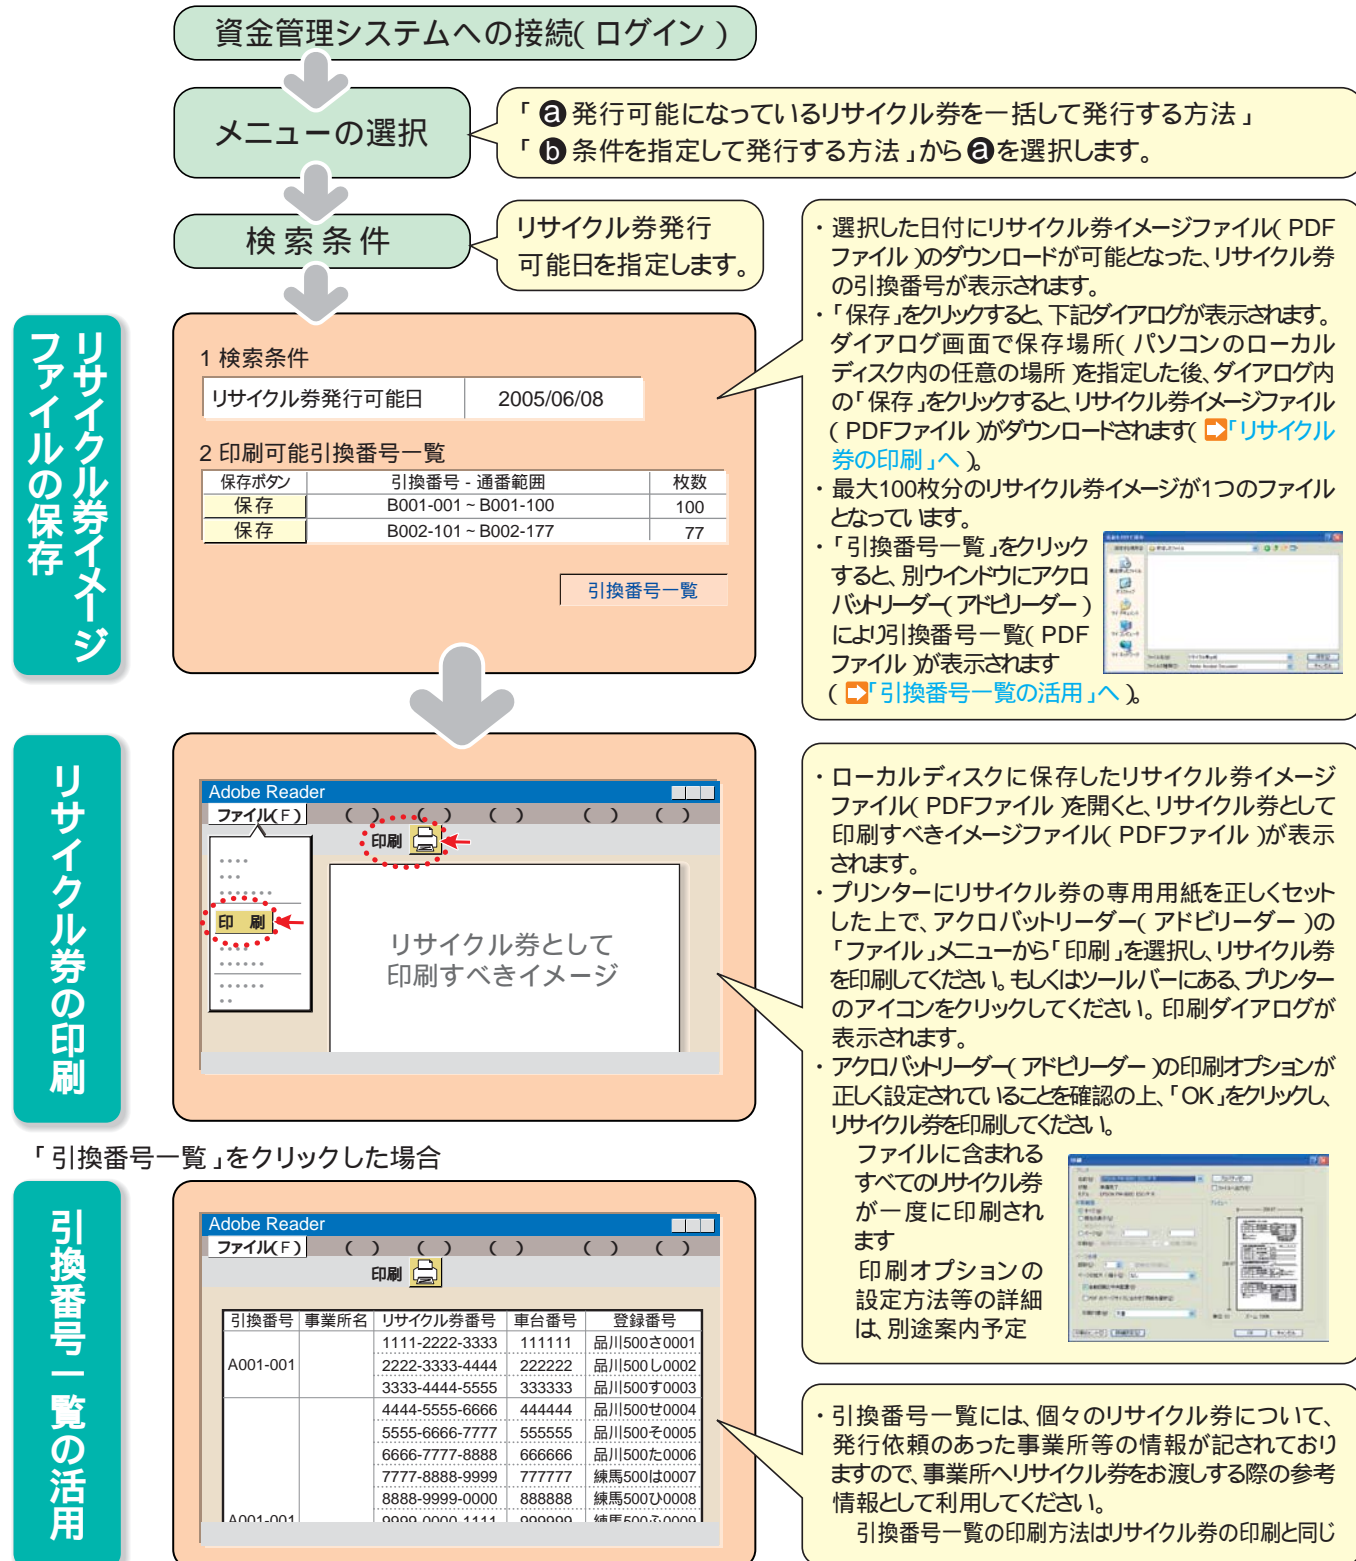 資金管理システムへの接続(ログイン)
メニューの選択
「ⓐ発行可能になっているリサイクル券を一括して発行する方法」
「ⓑ条件を指定して発行する方法」からⓐを選択します。
検索条件
リサイクル券発行
可能日を指定します。
リサイクル券イメージ
ファイルの保存
1 検索条件
リサイクル券発行可能日 2005/06/08
2 印刷可能引換番号一覧
保存ボタン 引換番号 - 通番範囲 枚数
保存 B001-001 ~ B001-100 100
保存 B002-101 ~ B002-177 77
引換番号一覧
・選択した日付にリサイクル券イメージファイル(PDF
ファイル)のダウンロードが可能となった、リサイクル券
の引換番号が表示されます。
・「保存」をクリックすると、下記ダイアログが表示されます。
ダイアログ画面で保存場所(パソコンのローカル
ディスク内の任意の場所)を指定した後、ダイアログ内
の「保存」をクリックすると、リサイクル券イメージファイル
(PDFファイル)がダウンロードされます(「リサイクル
券の印刷」へ)。
・最大100枚分のリサイクル券イメージが1つのファイル
となっています。
・「引換番号一覧」をクリック
すると、別ウインドウにアクロ
バットリーダー(アドビリーダー)
により引換番号一覧(PDF
ファイル)が表示されます
(「引換番号一覧の活用」へ)。
リサイクル券の印刷
Adobe Reader
ファイル(F) ( ) ( ) ( ) ( ) ( )
印刷
印 刷
リサイクル券として
印刷すべきイメージ
・ローカルディスクに保存したリサイクル券イメージ
ファイル(PDFファイル)を開くと、リサイクル券として
印刷すべきイメージファイル(PDFファイル)が表示
されます。
・プリンターにリサイクル券の専用用紙を正しくセット
した上で、アクロバットリーダー(アドビリーダー)の
「ファイル」メニューから「印刷」を選択し、リサイクル券
を印刷してください。もしくはツールバーにある、プリンター
のアイコンをクリックしてください。印刷ダイアログが
表示されます。
・アクロバットリーダー(アドビリーダー)の印刷オプションが
正しく設定されていることを確認の上、「OK」をクリックし、
リサイクル券を印刷してください。
ファイルに含まれる
すべてのリサイクル券
が一度に印刷され
ます
印刷オプションの
設定方法等の詳細
は、別途案内予定
「引換番号一覧」をクリックした場合
引換番号一覧の活用
Adobe Reader
ファイル(F) ( ) ( ) ( ) ( ) ( )
印刷
引換番号 事業所名 リサイクル券番号 車台番号 登録番号
1111-2222-3333 111111 品川500さ0001
A001-001 2222-3333-4444 222222 品川500し0002
3333-4444-5555 333333 品川500す0003
4444-5555-6666 444444 品川500せ0004
5555-6666-7777 555555 品川500そ0005
6666-7777-8888 666666 品川500た0006
7777-8888-9999 777777 練馬500は0007
8888-9999-0000 888888 練馬500ひ0008
A001-001 9999-0000-1111 999999 練馬500ふ0009
・引換番号一覧には、個々のリサイクル券について、
発行依頼のあった事業所等の情報が記されており
ますので、事業所へリサイクル券をお渡しする際の参考
情報として利用してください。
引換番号一覧の印刷方法はリサイクル券の印刷と同じ